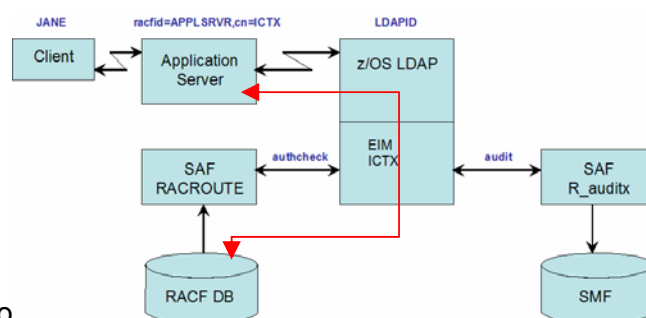 JANE
racfid=APPLSRVR,cn=ICTX
LDAPID
Client
Application
Server
z/OS LDAP
EIM
ICTX
authcheck
audit
SAF
RACROUTE
SAF
R_auditx
RACF DB
SMF